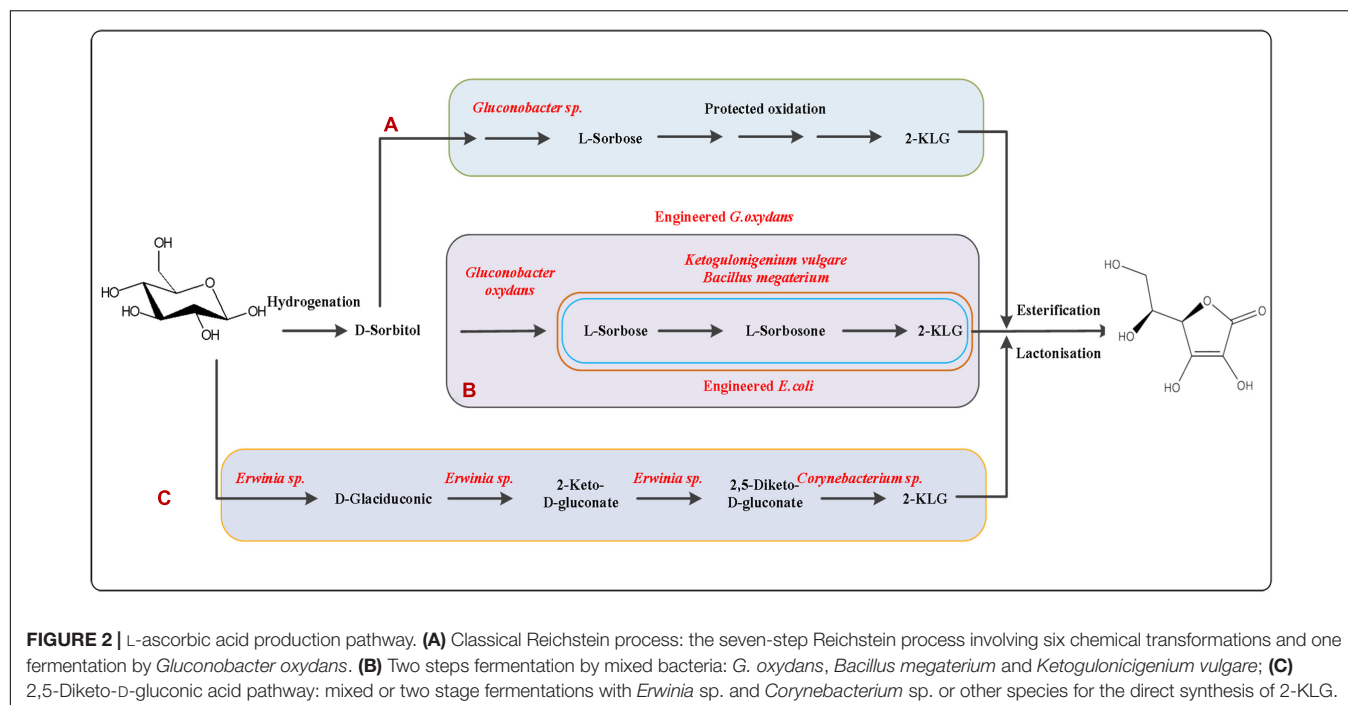 Gluconobacter sp.
Protected oxidation
A
L-Sorbose
2-KLG
Engineered G.oxydans
Gluconobacter
oxydans
Ketogulonigenium vulgare
Bacillus megaterium
OH
OH
HO
HO
O
OH
OH
Hydrogenation
D-Sorbitol
L-Sorbose
L-Sorbosone
2-KLG
B
Engineered E.coli
Esterification
Lactonisation
HO
HO
O
O
HO
OH
C
Erwinia sp.
Erwinia sp.
Erwinia sp.
Corynebacterium sp.
D-Glaciduconic
2-Keto-
D-gluconate
2,5-Diketo-
D-gluconate
2-KLG
FIGURE 2 | L-ascorbic acid production pathway. (A) Classical Reichstein process: the seven-step Reichstein process involving six chemical transformations and one
fermentation by Gluconobacter oxydans. (B) Two steps fermentation by mixed bacteria: G. oxydans, Bacillus megaterium and Ketogulonicigenium vulgare; (C)
2,5-Diketo-D-gluconic acid pathway: mixed or two stage fermentations with Erwinia sp. and Corynebacterium sp. or other species for the direct synthesis of 2-KLG.